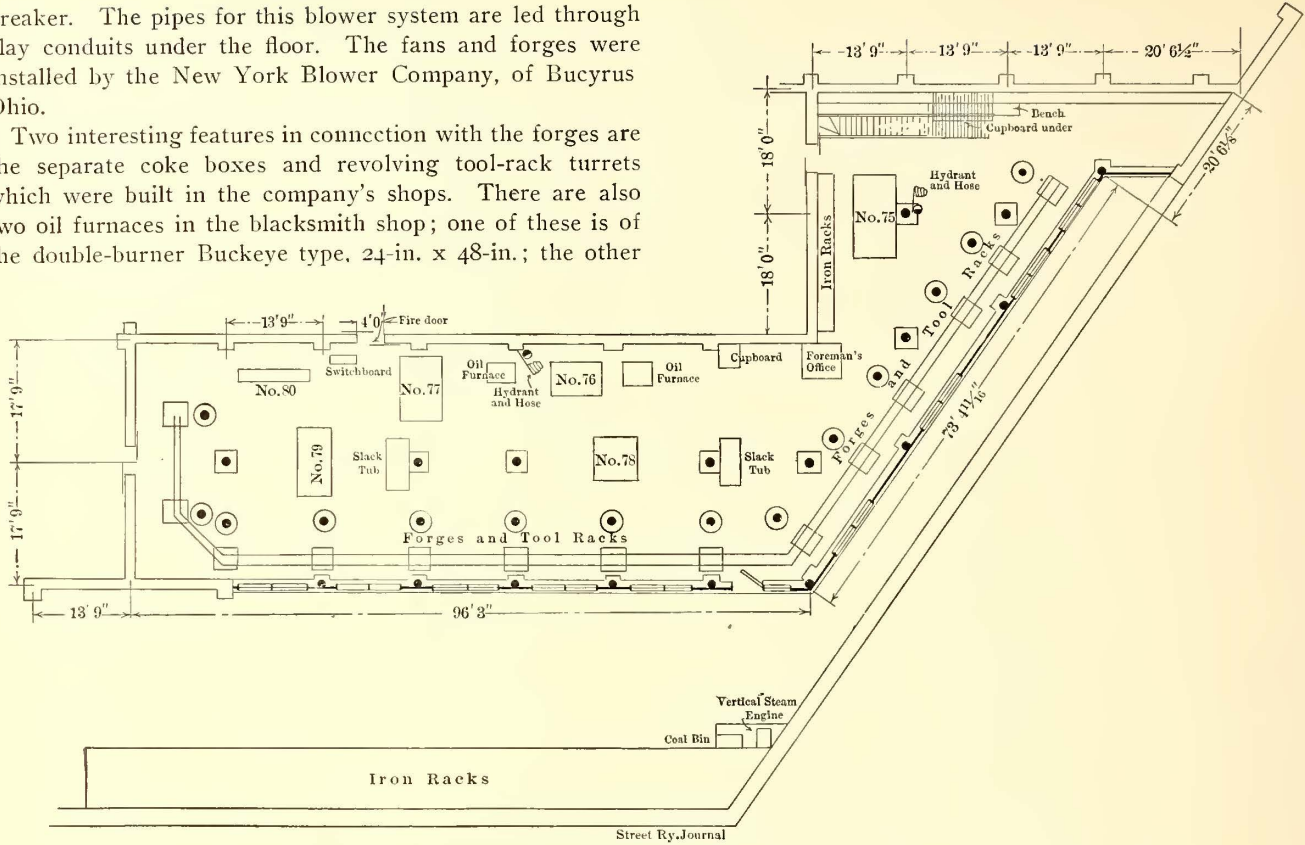 reaker. The pipes for this blower system are led through
lay conduits under the floor. The fans and forges were
nstalled by the New York Blower Company, of Bucyrus
Ohio.
Two interesting features in connection with the forges are
he separate coke boxes and revolving tool-rack turrets
which were built in the company's shops. There are also
wo oil furnaces in the blacksmith shop; one of these is of
he double-burner Buckeye type, 24-in. x 48-in.; the other
13'9" 13'9" 13'9" 20'6½"
Bench
Cupboard under
18'0"
20'6⅛"
Hydrant
and Hose
No.75
Iron Racks
18'0"
Forges and Tool Racks
73'4 11/16"
13'9" 4'0" Fire door
Switchboard
No.80
No.77
Oil
Furnace
Hydrant
and Hose
No.76
Oil
Furnace
Cupboard
Foreman's
Office
17'9"
No.79
Slack
Tub
No.78
Slack
Tub
17'9"
Forges and Tool Racks
13'9" 96'3"
Vertical Steam
Engine
Coal Bin
Iron Racks
Street Ry.Journal